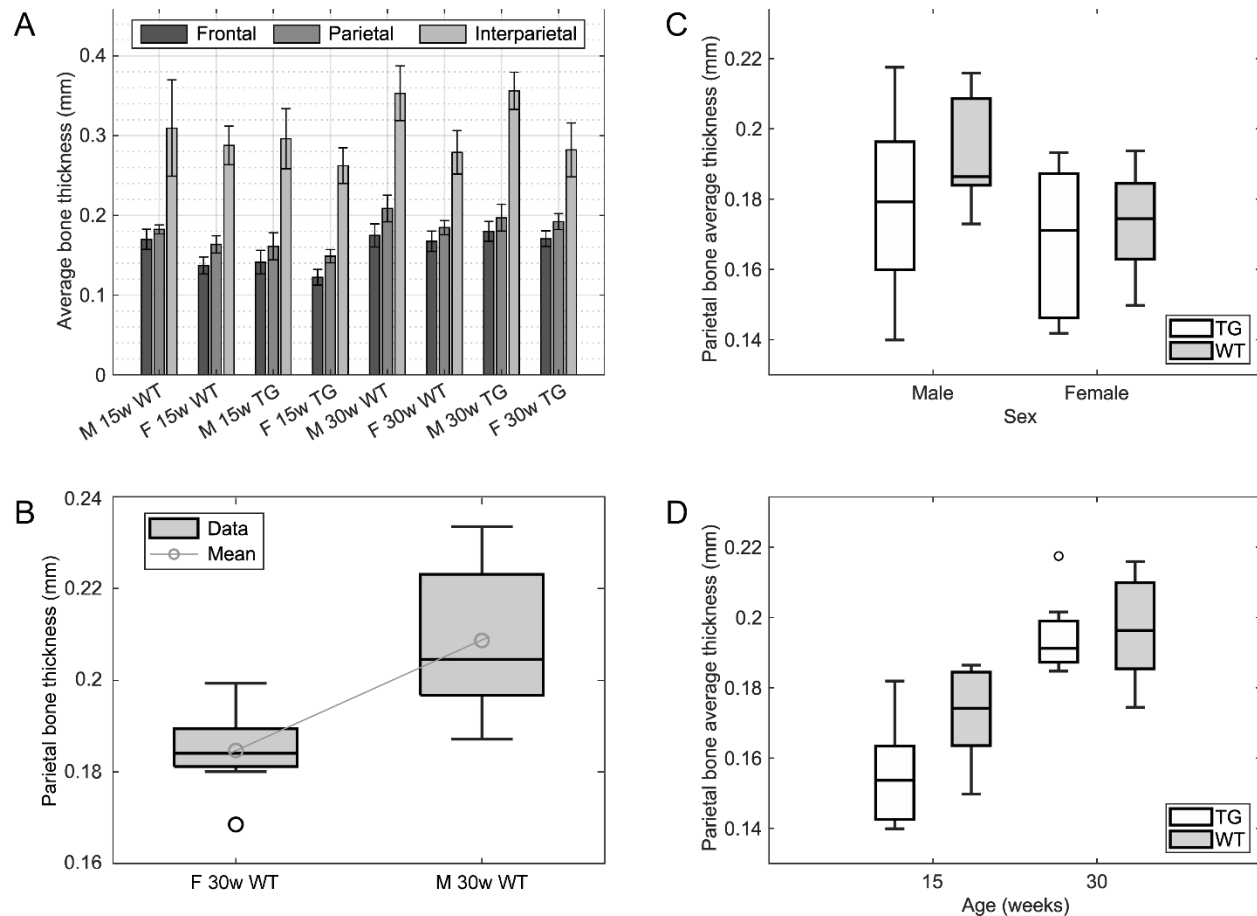 A
Frontal
Parietal
Interparietal
Average bone thickness (mm)
0.4
0.3
0.2
0.1
0
M 15w WT
F 15w WT
M 15w TG
F 15w TG
M 30w WT
F 30w WT
M 30w TG
F 30w TG
B
Data
Mean
Parietal bone thickness (mm)
0.24
0.22
0.2
0.18
0.16
F 30w WT
M 30w WT
C
Parietal bone average thickness (mm)
0.22
0.2
0.18
0.16
0.14
TG
WT
Male
Female
Sex
D
Parietal bone average thickness (mm)
0.22
0.2
0.18
0.16
0.14
TG
WT
15
30
Age (weeks)